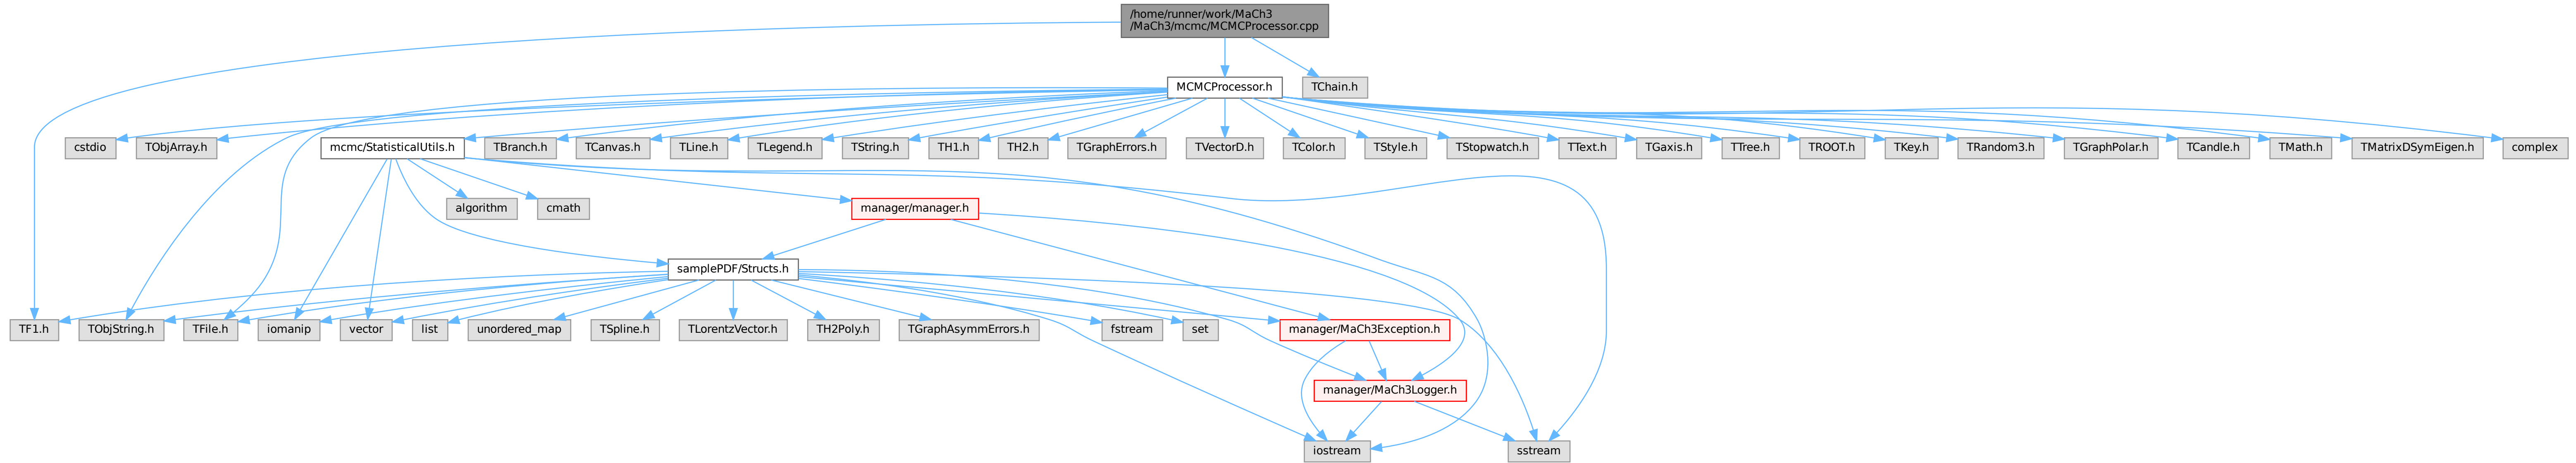 /home/runner/work/MaCh3
/MaCh3/mcmc/MCMCProcessor.cpp
MCMCProcessor.h
TChain.h
cstdio
TObjArray.h
mcmc/StatisticalUtils.h
TBranch.h
TCanvas.h
TLine.h
TLegend.h
TString.h
TH1.h
TH2.h
TGraphErrors.h
TVectorD.h
TColor.h
TStyle.h
TStopwatch.h
TText.h
TGaxis.h
TTree.h
TROOT.h
TKey.h
TRandom3.h
TGraphPolar.h
TCandle.h
TMath.h
TMatrixDSymEigen.h
complex
algorithm
cmath
manager/manager.h
samplePDF/Structs.h
TF1.h
TObjString.h
TFile.h
iomanip
vector
list
unordered_map
TSpline.h
TLorentzVector.h
TH2Poly.h
TGraphAsymmErrors.h
fstream
set
manager/MaCh3Exception.h
manager/MaCh3Logger.h
iostream
sstream